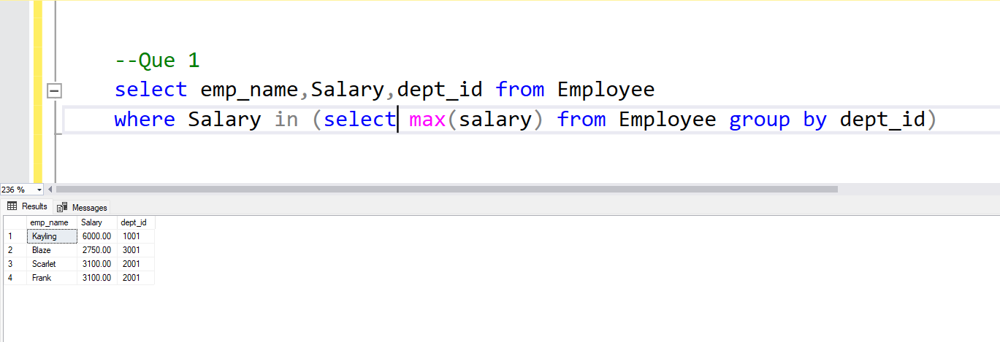 --Que 1
select emp_name,Salary,dept_id from Employee
where Salary in (select max(salary) from Employee group by dept_id)
236 %
Results Messages
emp_name Salary dept_id
1 Kayling 6000.00 1001
2 Blaze 2750.00 3001
3 Scarlet 3100.00 2001
4 Frank 3100.00 2001